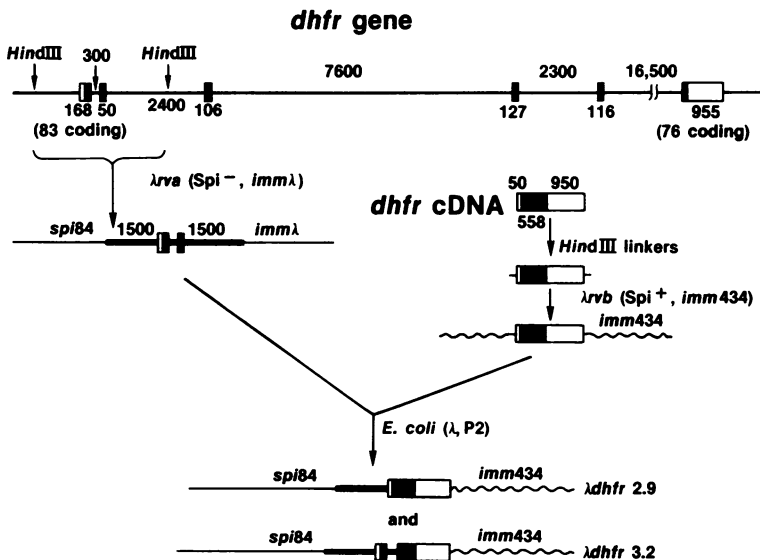 dhfr gene
HindIII 300 HindIII 7600 2300 16,500
168 50 2400 106 127 116 955
(83 coding) (76 coding)
λrva (Spi⁻, immλ)
spi84 1500 1500 immλ
dhfr cDNA 50 950
558
HindIII linkers
λrvb (Spi⁺, imm434)
imm434
E. coli (λ, P2)
spi84 imm434 λdhfr 2.9
and
spi84 imm434 λdhfr 3.2